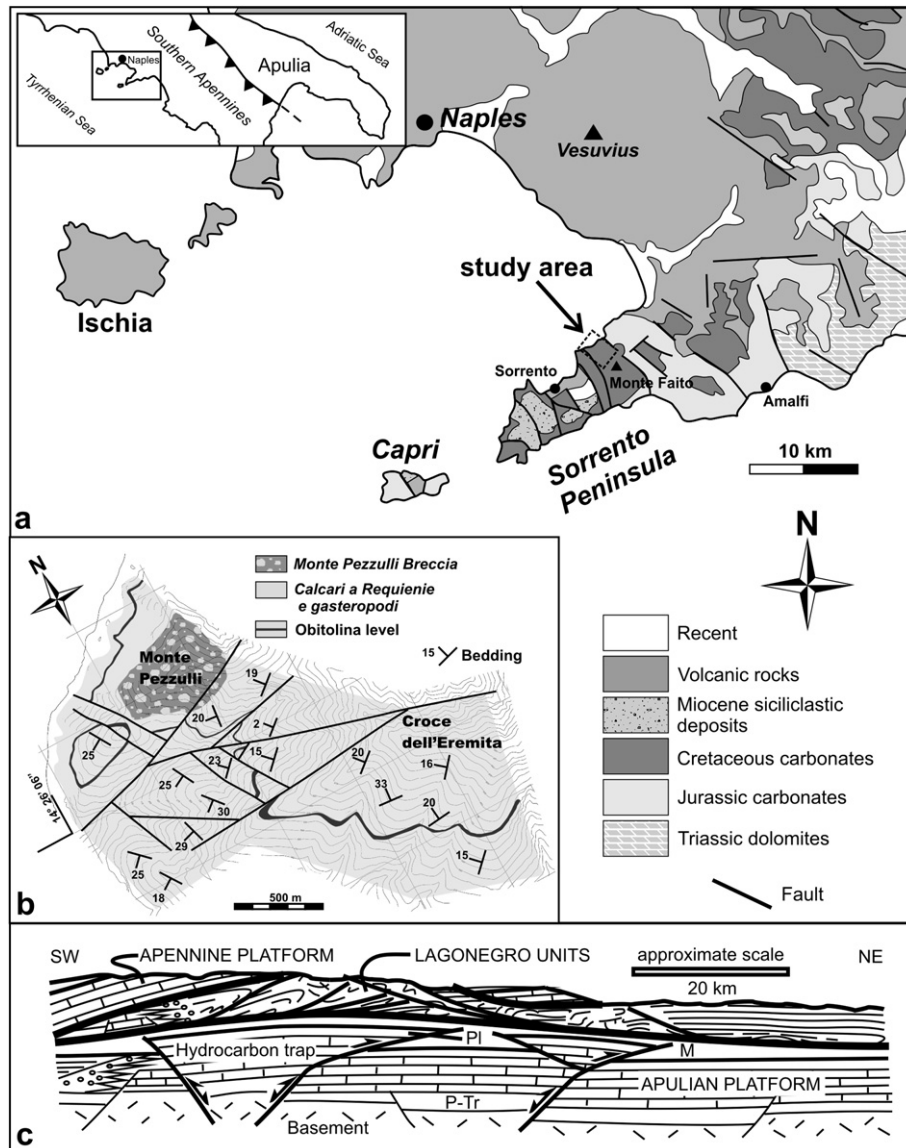 a
Tyrrhenian Sea
Naples
Southern Apennines
Apulia
Adriatic Sea
Naples
Vesuvius
Ischia
study area
Sorrento
Monte Faito
Amalfi
Capri
Sorrento
Peninsula
10 km
N
Recent
Volcanic rocks
Miocene siciliclastic
deposits
Cretaceous carbonates
Jurassic carbonates
Triassic dolomites
Fault
b
N
Monte Pezzulli Breccia
Calcari a Requienie
e gasteropodi
Obitolina level
15 Bedding
Monte
Pezzulli
19
20
2
Croce
dell'Eremita
25
23
15
20
16
25
33
30
20
29
15
25
18
14° 26' 06"
500 m
c
SW
APENNINE PLATFORM
LAGONEGRO UNITS
approximate scale
20 km
NE
Hydrocarbon trap
Pl
M
APULIAN PLATFORM
P-Tr
Basement